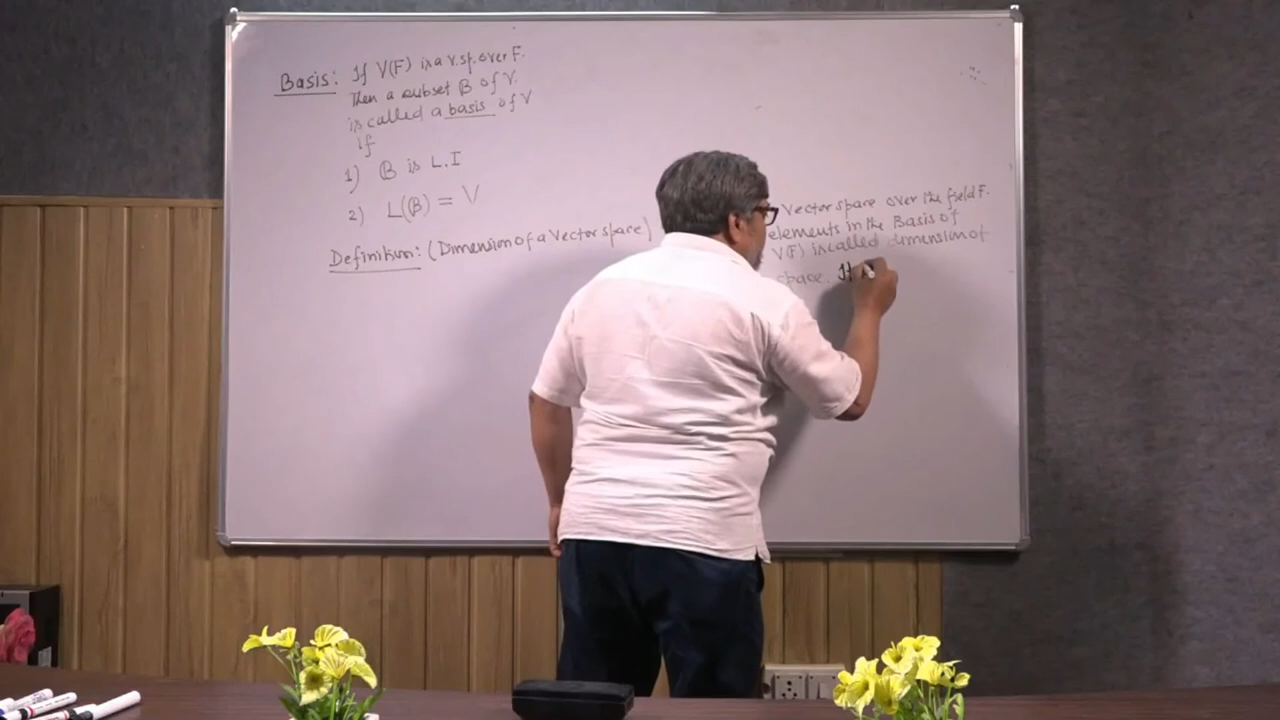 Basis: If V(F) is a v.sp. over F.
Then a subset B of V.
is called a basis of V
if
1) B is L.I
2) L(B) = V
Definition: (Dimension of a Vector space)
Vector space over the field F.
elements in the Basis of
V(F) is called dimension of
space. It